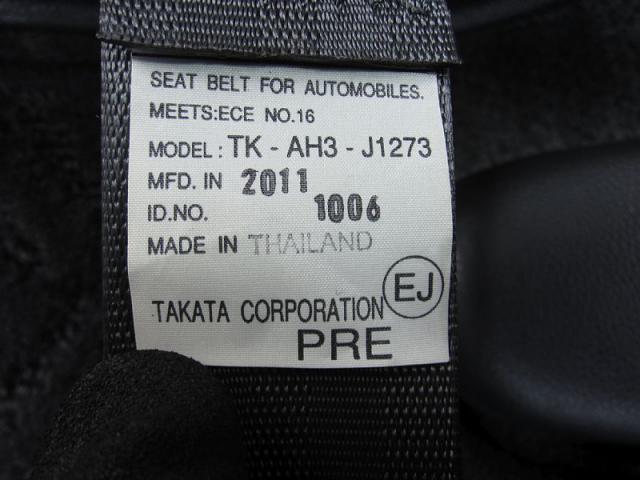 SEAT BELT FOR AUTOMOBILES.
MEETS:ECE NO.16
MODEL : TK - AH3 - J1273
MFD. IN 2011
ID.NO. 1006
MADE IN THAILAND
EJ
TAKATA CORPORATION
PRE